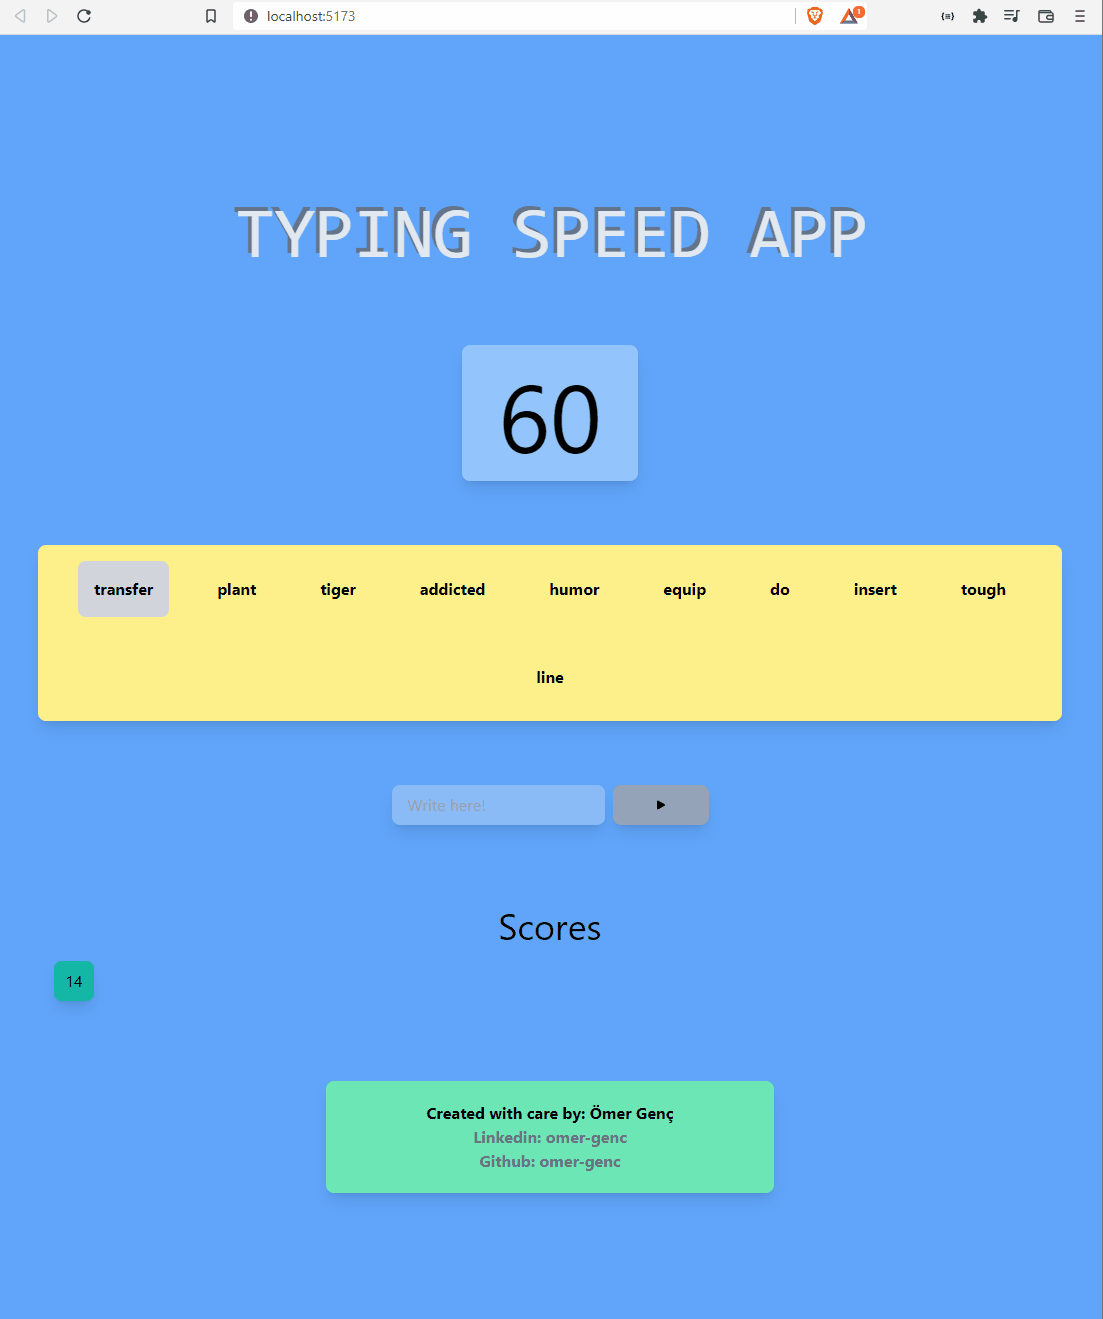 localhost:5173
1
TYPING SPEED APP
60
transfer plant tiger addicted humor equip do insert tough
line
Write here!
Scores
14
Created with care by: Ömer Genç
Linkedin: omer-genc
Github: omer-genc